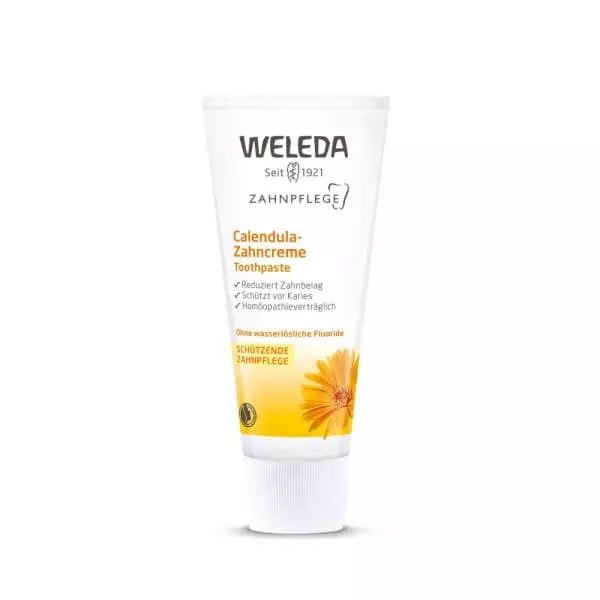 WELEDA
Seit 1921
ZAHNPFLEGE
Calendula-
Zahncreme
Toothpaste
✓ Reduziert Zahnbelag
✓ Schützt vor Karies
✓ Homöopathieverträglich
Ohne wasserlösliche Fluoride
SCHÜTZENDE
ZAHNPFLEGE